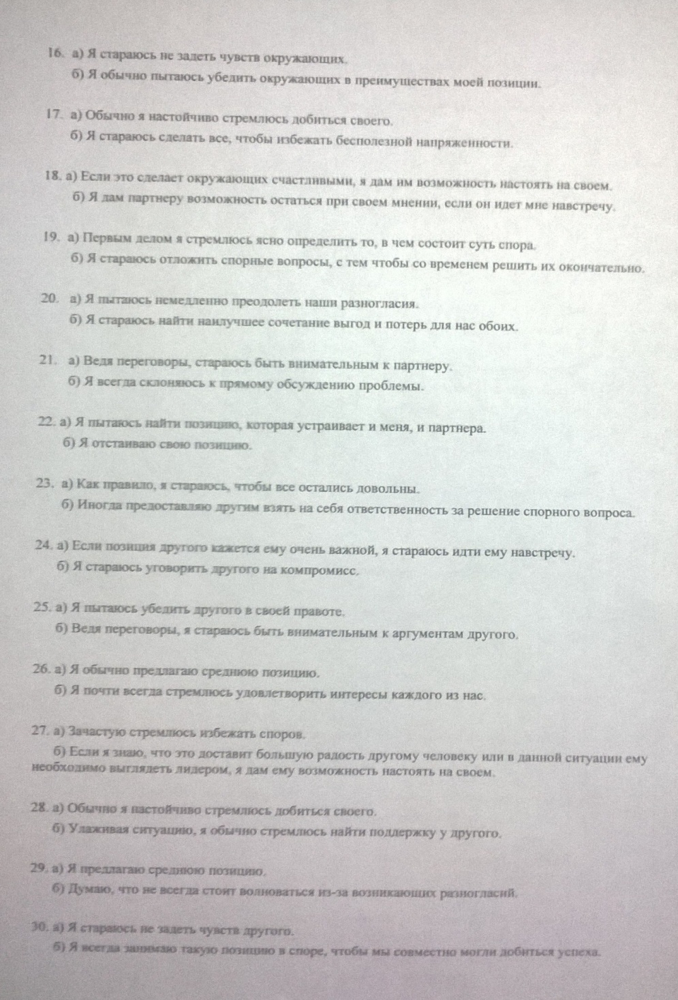 16. а) Я стараюсь не задеть чувств окружающих.
б) Я обычно пытаюсь убедить окружающих в преимуществах моей позиции.
17. а) Обычно я настойчиво стремлюсь добиться своего.
б) Я стараюсь сделать все, чтобы избежать бесполезной напряженности.
18. а) Если это сделает окружающих счастливыми, я дам им возможность настоять на своем.
б) Я дам партнеру возможность остаться при своем мнении, если он идет мне навстречу.
19. а) Первым делом я стремлюсь ясно определить то, в чем состоит суть спора.
б) Я стараюсь отложить спорные вопросы, с тем чтобы со временем решить их окончательно.
20. а) Я пытаюсь немедленно преодолеть наши разногласия.
б) Я стараюсь найти наилучшее сочетание выгод и потерь для нас обоих.
21. а) Ведя переговоры, стараюсь быть внимательным к партнеру.
б) Я всегда склоняюсь к прямому обсуждению проблемы.
22. а) Я пытаюсь найти позицию, которая устраивает и меня, и партнера.
б) Я отстаиваю свою позицию.
23. а) Как правило, я стараюсь, чтобы все остались довольны.
б) Иногда предоставляю другим взять на себя ответственность за решение спорного вопроса.
24. а) Если позиция другого кажется ему очень важной, я стараюсь идти ему навстречу.
б) Я стараюсь уговорить другого на компромисс.
25. а) Я пытаюсь убедить другого в своей правоте.
б) Ведя переговоры, я стараюсь быть внимательным к аргументам другого.
26. а) Я обычно предлагаю среднюю позицию.
б) Я почти всегда стремлюсь удовлетворить интересы каждого из нас.
27. а) Зачастую стремлюсь избежать споров.
б) Если я знаю, что это доставит большую радость другому человеку или в данной ситуации ему
необходимо выглядеть лидером, я дам ему возможность настоять на своем.
28. а) Обычно я настойчиво стремлюсь добиться своего.
б) Улаживая ситуацию, я обычно стремлюсь найти поддержку у другого.
29. а) Я предлагаю среднюю позицию.
б) Думаю, что не всегда стоит волноваться из-за возникающих разногласий.
30. а) Я стараюсь не задеть чувств другого.
б) Я всегда занимаю такую позицию в споре, чтобы мы совместно могли добиться успеха.